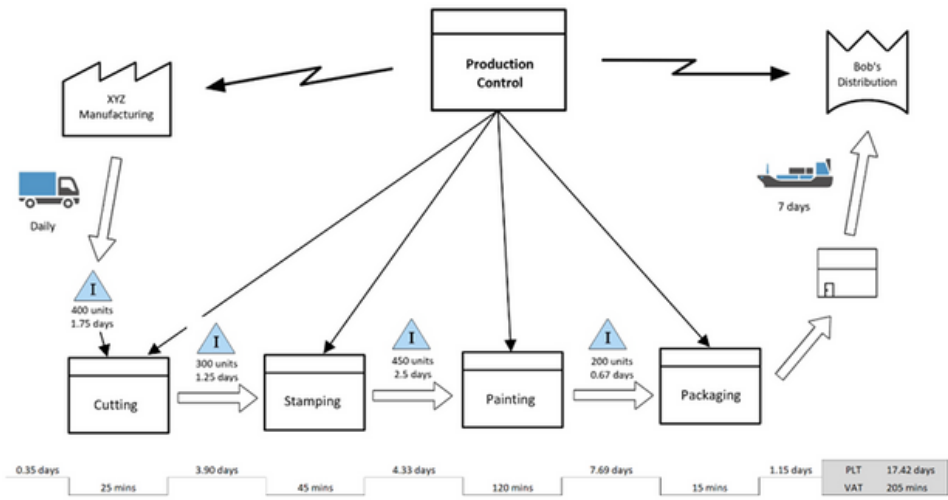 Production
Control
XYZ
Manufacturing
Bob's
Distribution
Daily
7 days
I
400 units
1.75 days
I
300 units
1.25 days
I
450 units
2.5 days
I
200 units
0.67 days
Cutting
Stamping
Painting
Packaging
0.35 days
3.90 days
4.33 days
7.69 days
1.15 days
PLT 17.42 days
25 mins
45 mins
120 mins
15 mins
VAT 205 mins